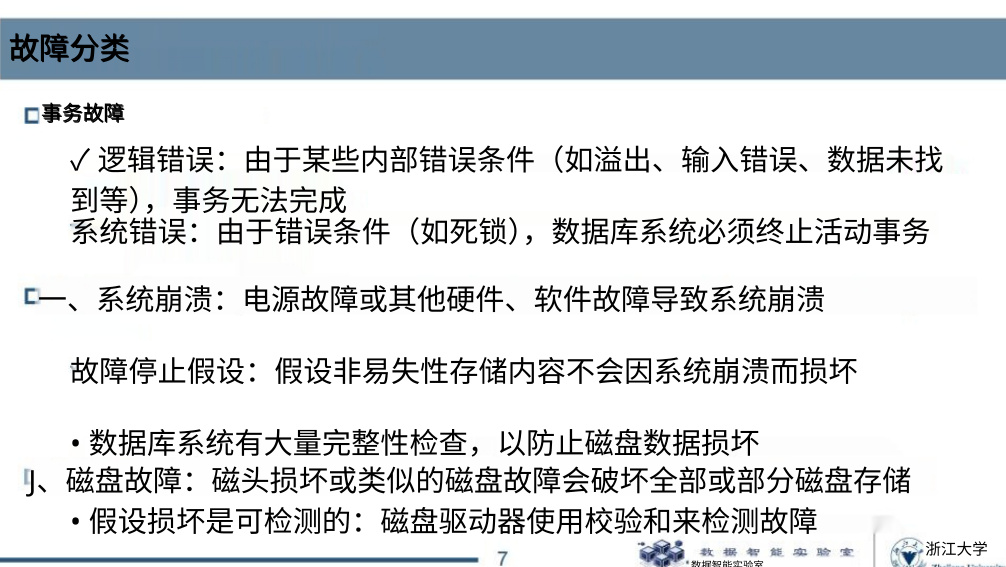 故障分类
事务故障
✓ 逻辑错误：由于某些内部错误条件（如溢出、输入错误、数据未找
到等），事务无法完成
系统错误：由于错误条件（如死锁），数据库系统必须终止活动事务
一、系统崩溃：电源故障或其他硬件、软件故障导致系统崩溃
故障停止假设：假设非易失性存储内容不会因系统崩溃而损坏
• 数据库系统有大量完整性检查，以防止磁盘数据损坏
J、磁盘故障：磁头损坏或类似的磁盘故障会破坏全部或部分磁盘存储
• 假设损坏是可检测的：磁盘驱动器使用校验和来检测故障
7
数据智能实验室
• 数据智能实验室
浙江大学